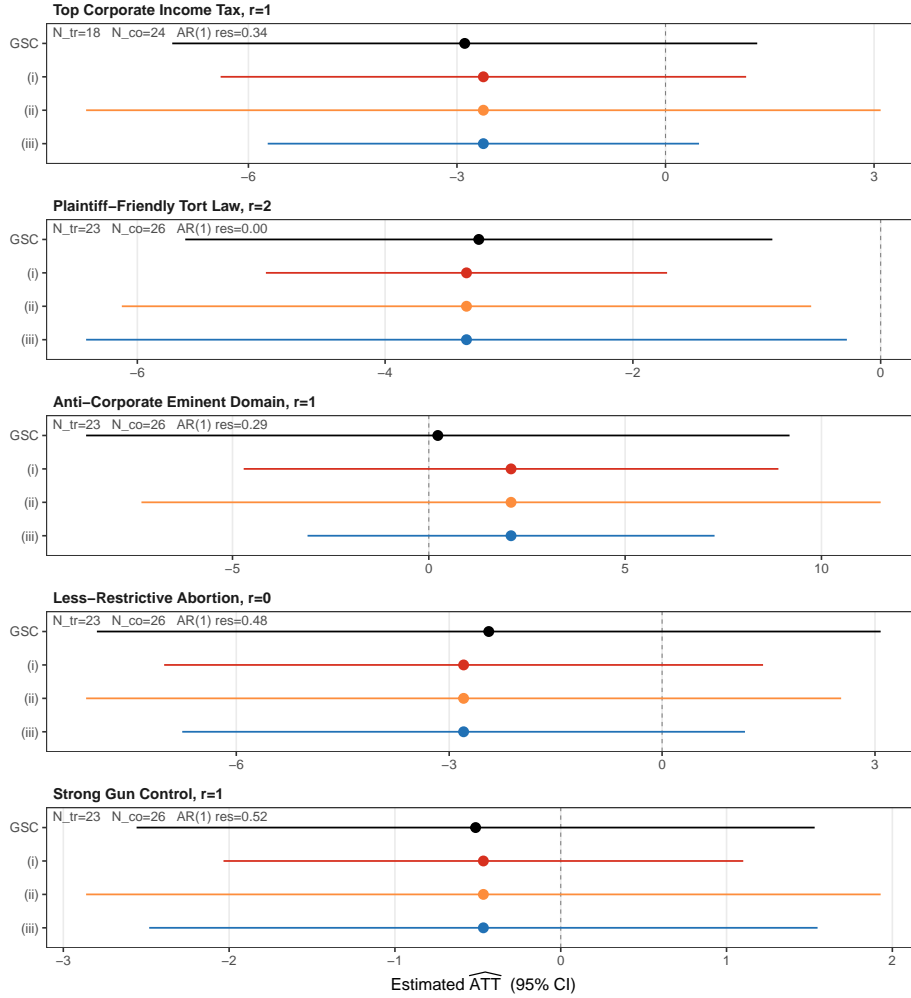 Top Corporate Income Tax, r=1
N_tr=18 N_co=24 AR(1) res=0.34
GSC
(i)
(ii)
(iii)
−6 −3 0 3
Plaintiff−Friendly Tort Law, r=2
N_tr=23 N_co=26 AR(1) res=0.00
GSC
(i)
(ii)
(iii)
−6 −4 −2 0
Anti−Corporate Eminent Domain, r=1
N_tr=23 N_co=26 AR(1) res=0.29
GSC
(i)
(ii)
(iii)
−5 0 5 10
Less−Restrictive Abortion, r=0
N_tr=23 N_co=26 AR(1) res=0.48
GSC
(i)
(ii)
(iii)
−6 −3 0 3
Strong Gun Control, r=1
N_tr=23 N_co=26 AR(1) res=0.52
GSC
(i)
(ii)
(iii)
−3 −2 −1 0 1 2
Estimated \widehat{ATT} (95% CI)